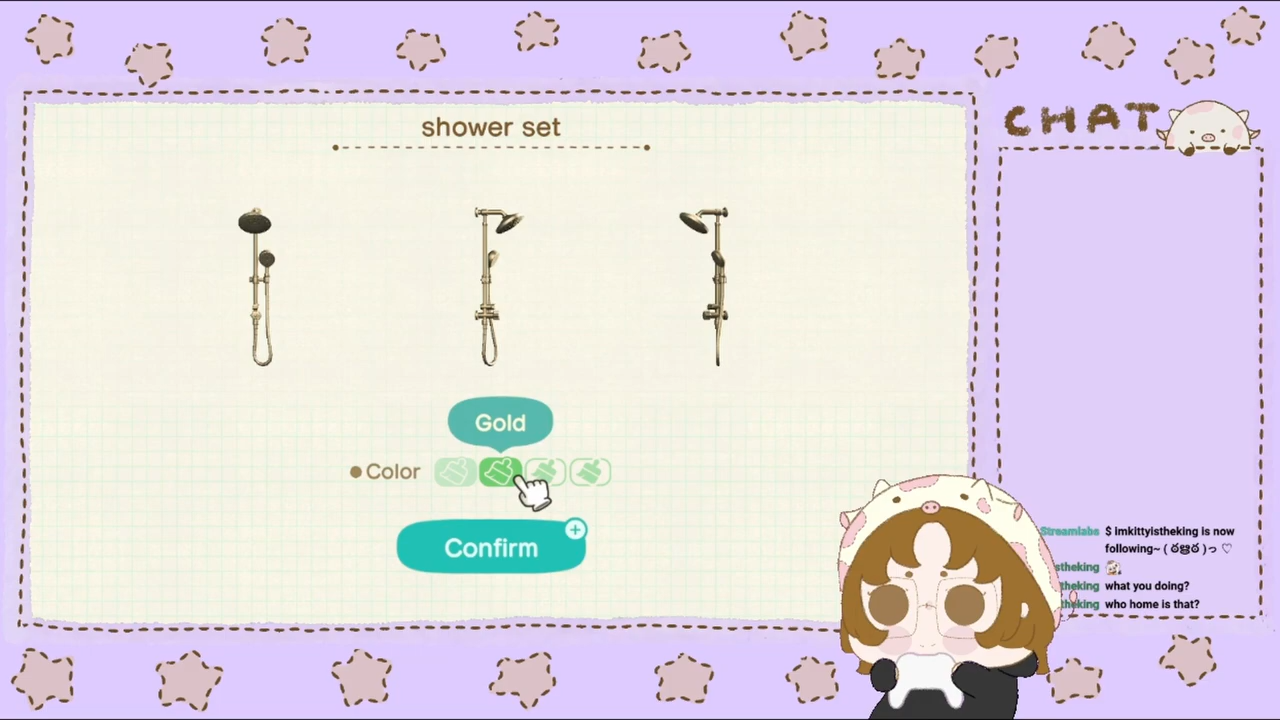 shower set
Gold
Color
Confirm
CHAT
Streamlabs $ imkittyistheking is now
following~ ( ఠൠఠ )っ ♡
stheking
theking what you doing?
theking who home is that?